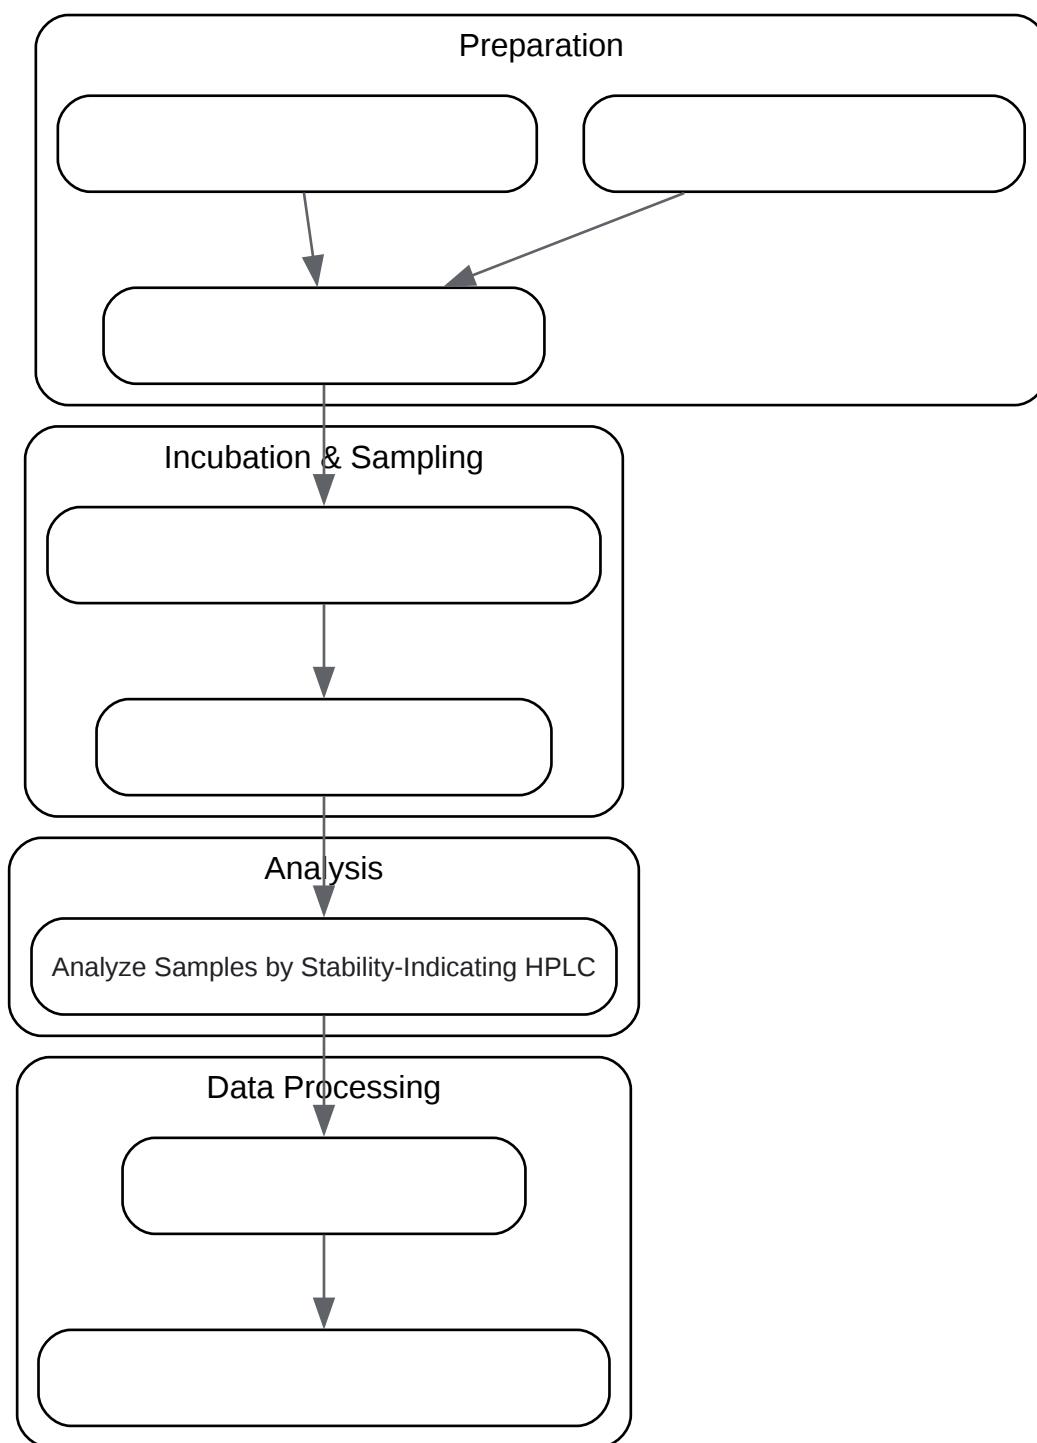 Preparation
Incubation & Sampling
Analysis
Analyze Samples by Stability-Indicating HPLC
Data Processing